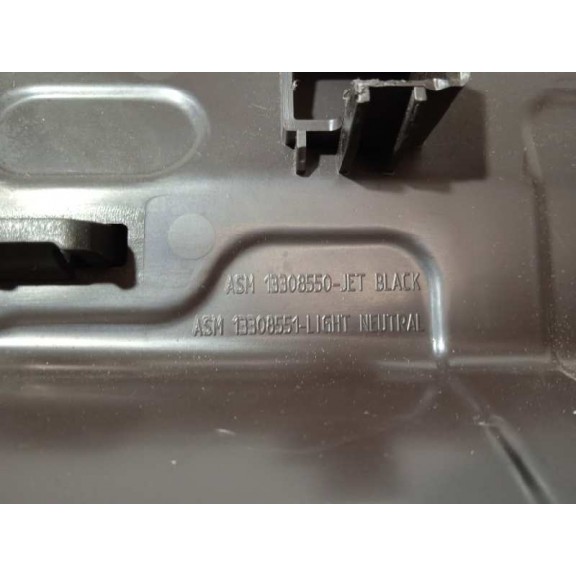 ASM 13308550-JET BLACK
ASM 13308551-LIGHT NEUTRAL